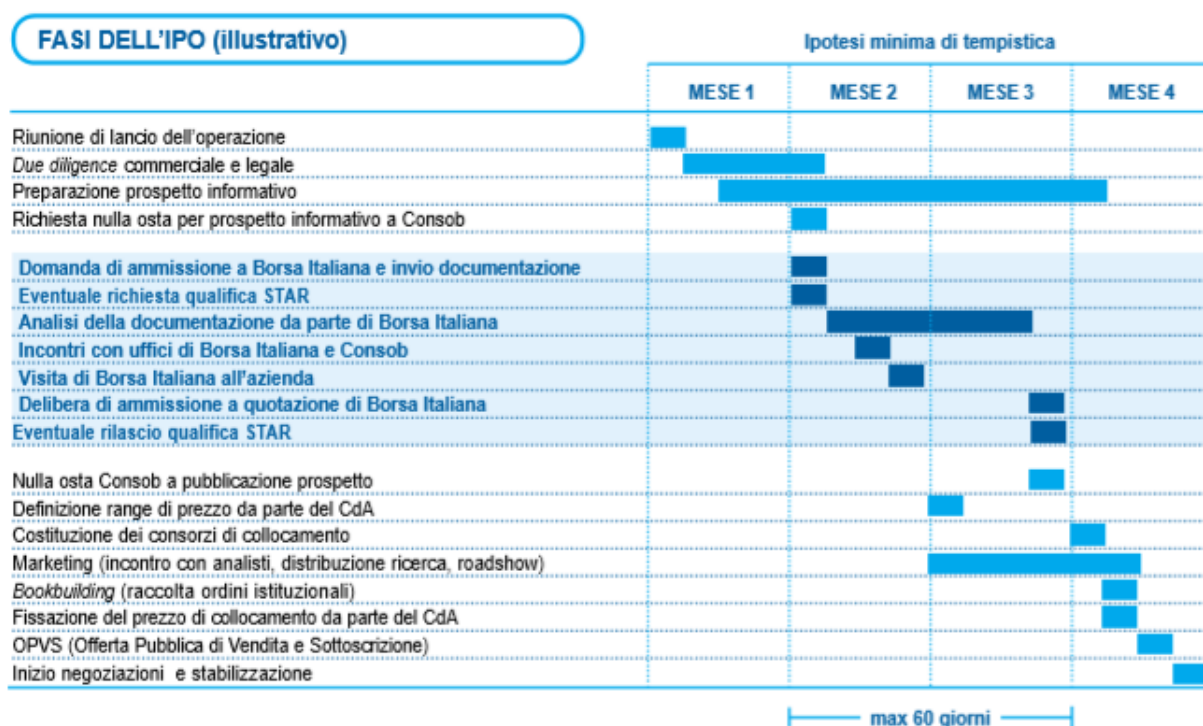 FASI DELL'IPO (illustrativo)
Ipotesi minima di tempistica
MESE 1 MESE 2 MESE 3 MESE 4
Riunione di lancio dell'operazione
Due diligence commerciale e legale
Preparazione prospetto informativo
Richiesta nulla osta per prospetto informativo a Consob
Domanda di ammissione a Borsa Italiana e invio documentazione
Eventuale richiesta qualifica STAR
Analisi della documentazione da parte di Borsa Italiana
Incontri con uffici di Borsa Italiana e Consob
Visita di Borsa Italiana all'azienda
Delibera di ammissione a quotazione di Borsa Italiana
Eventuale rilascio qualifica STAR
Nulla osta Consob a pubblicazione prospetto
Definizione range di prezzo da parte del CdA
Costituzione dei consorzi di collocamento
Marketing (incontro con analisti, distribuzione ricerca, roadshow)
Bookbuilding (raccolta ordini istituzionali)
Fissazione del prezzo di collocamento da parte del CdA
OPVS (Offerta Pubblica di Vendita e Sottoscrizione)
Inizio negoziazioni e stabilizzazione
max 60 giorni